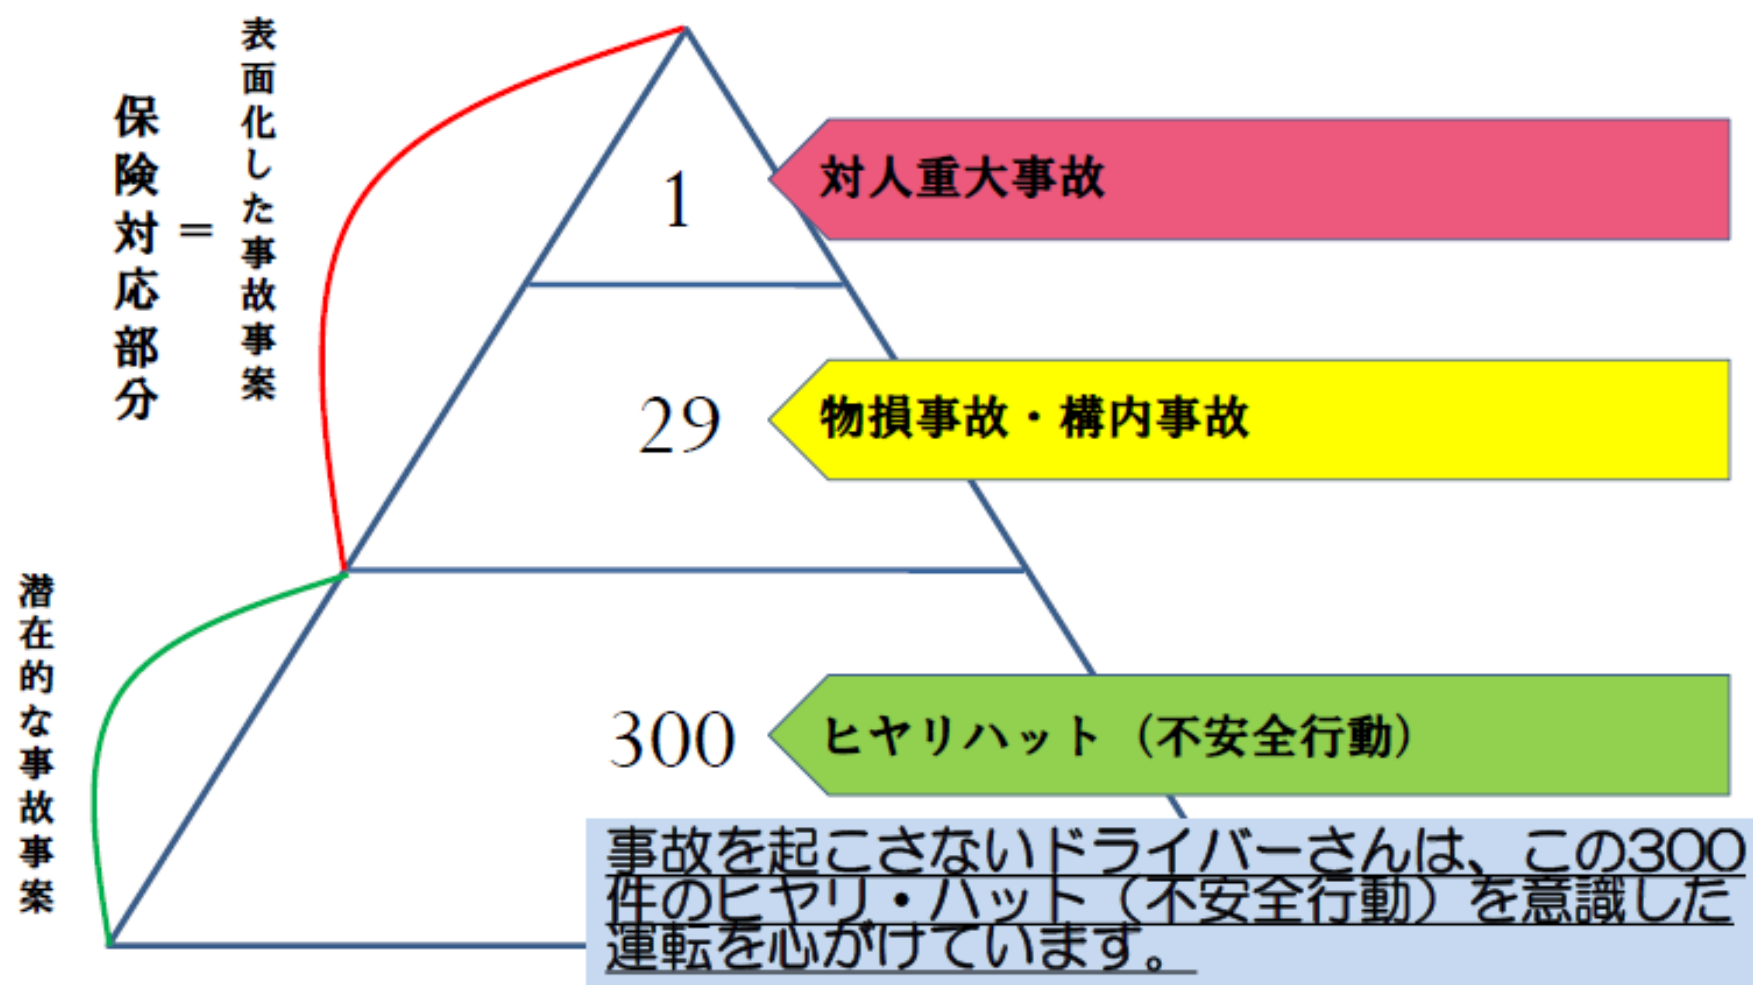 表面化した事故事案
＝
保険対応部分
1
対人重大事故
29
物損事故・構内事故
潜在的な事故事案
300
ヒヤリハット（不安全行動）
事故を起こさないドライバーさんは、この300
件のヒヤリ・ハット（不安全行動）を意識した
運転を心がけています。